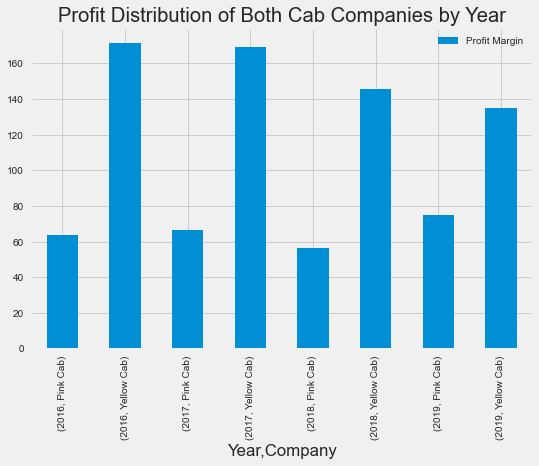 Profit Distribution of Both Cab Companies by Year
Profit Margin
160
140
120
100
80
60
40
20
0
(2016, Pink Cab)
(2016, Yellow Cab)
(2017, Pink Cab)
(2017, Yellow Cab)
(2018, Pink Cab)
(2018, Yellow Cab)
(2019, Pink Cab)
(2019, Yellow Cab)
Year,Company